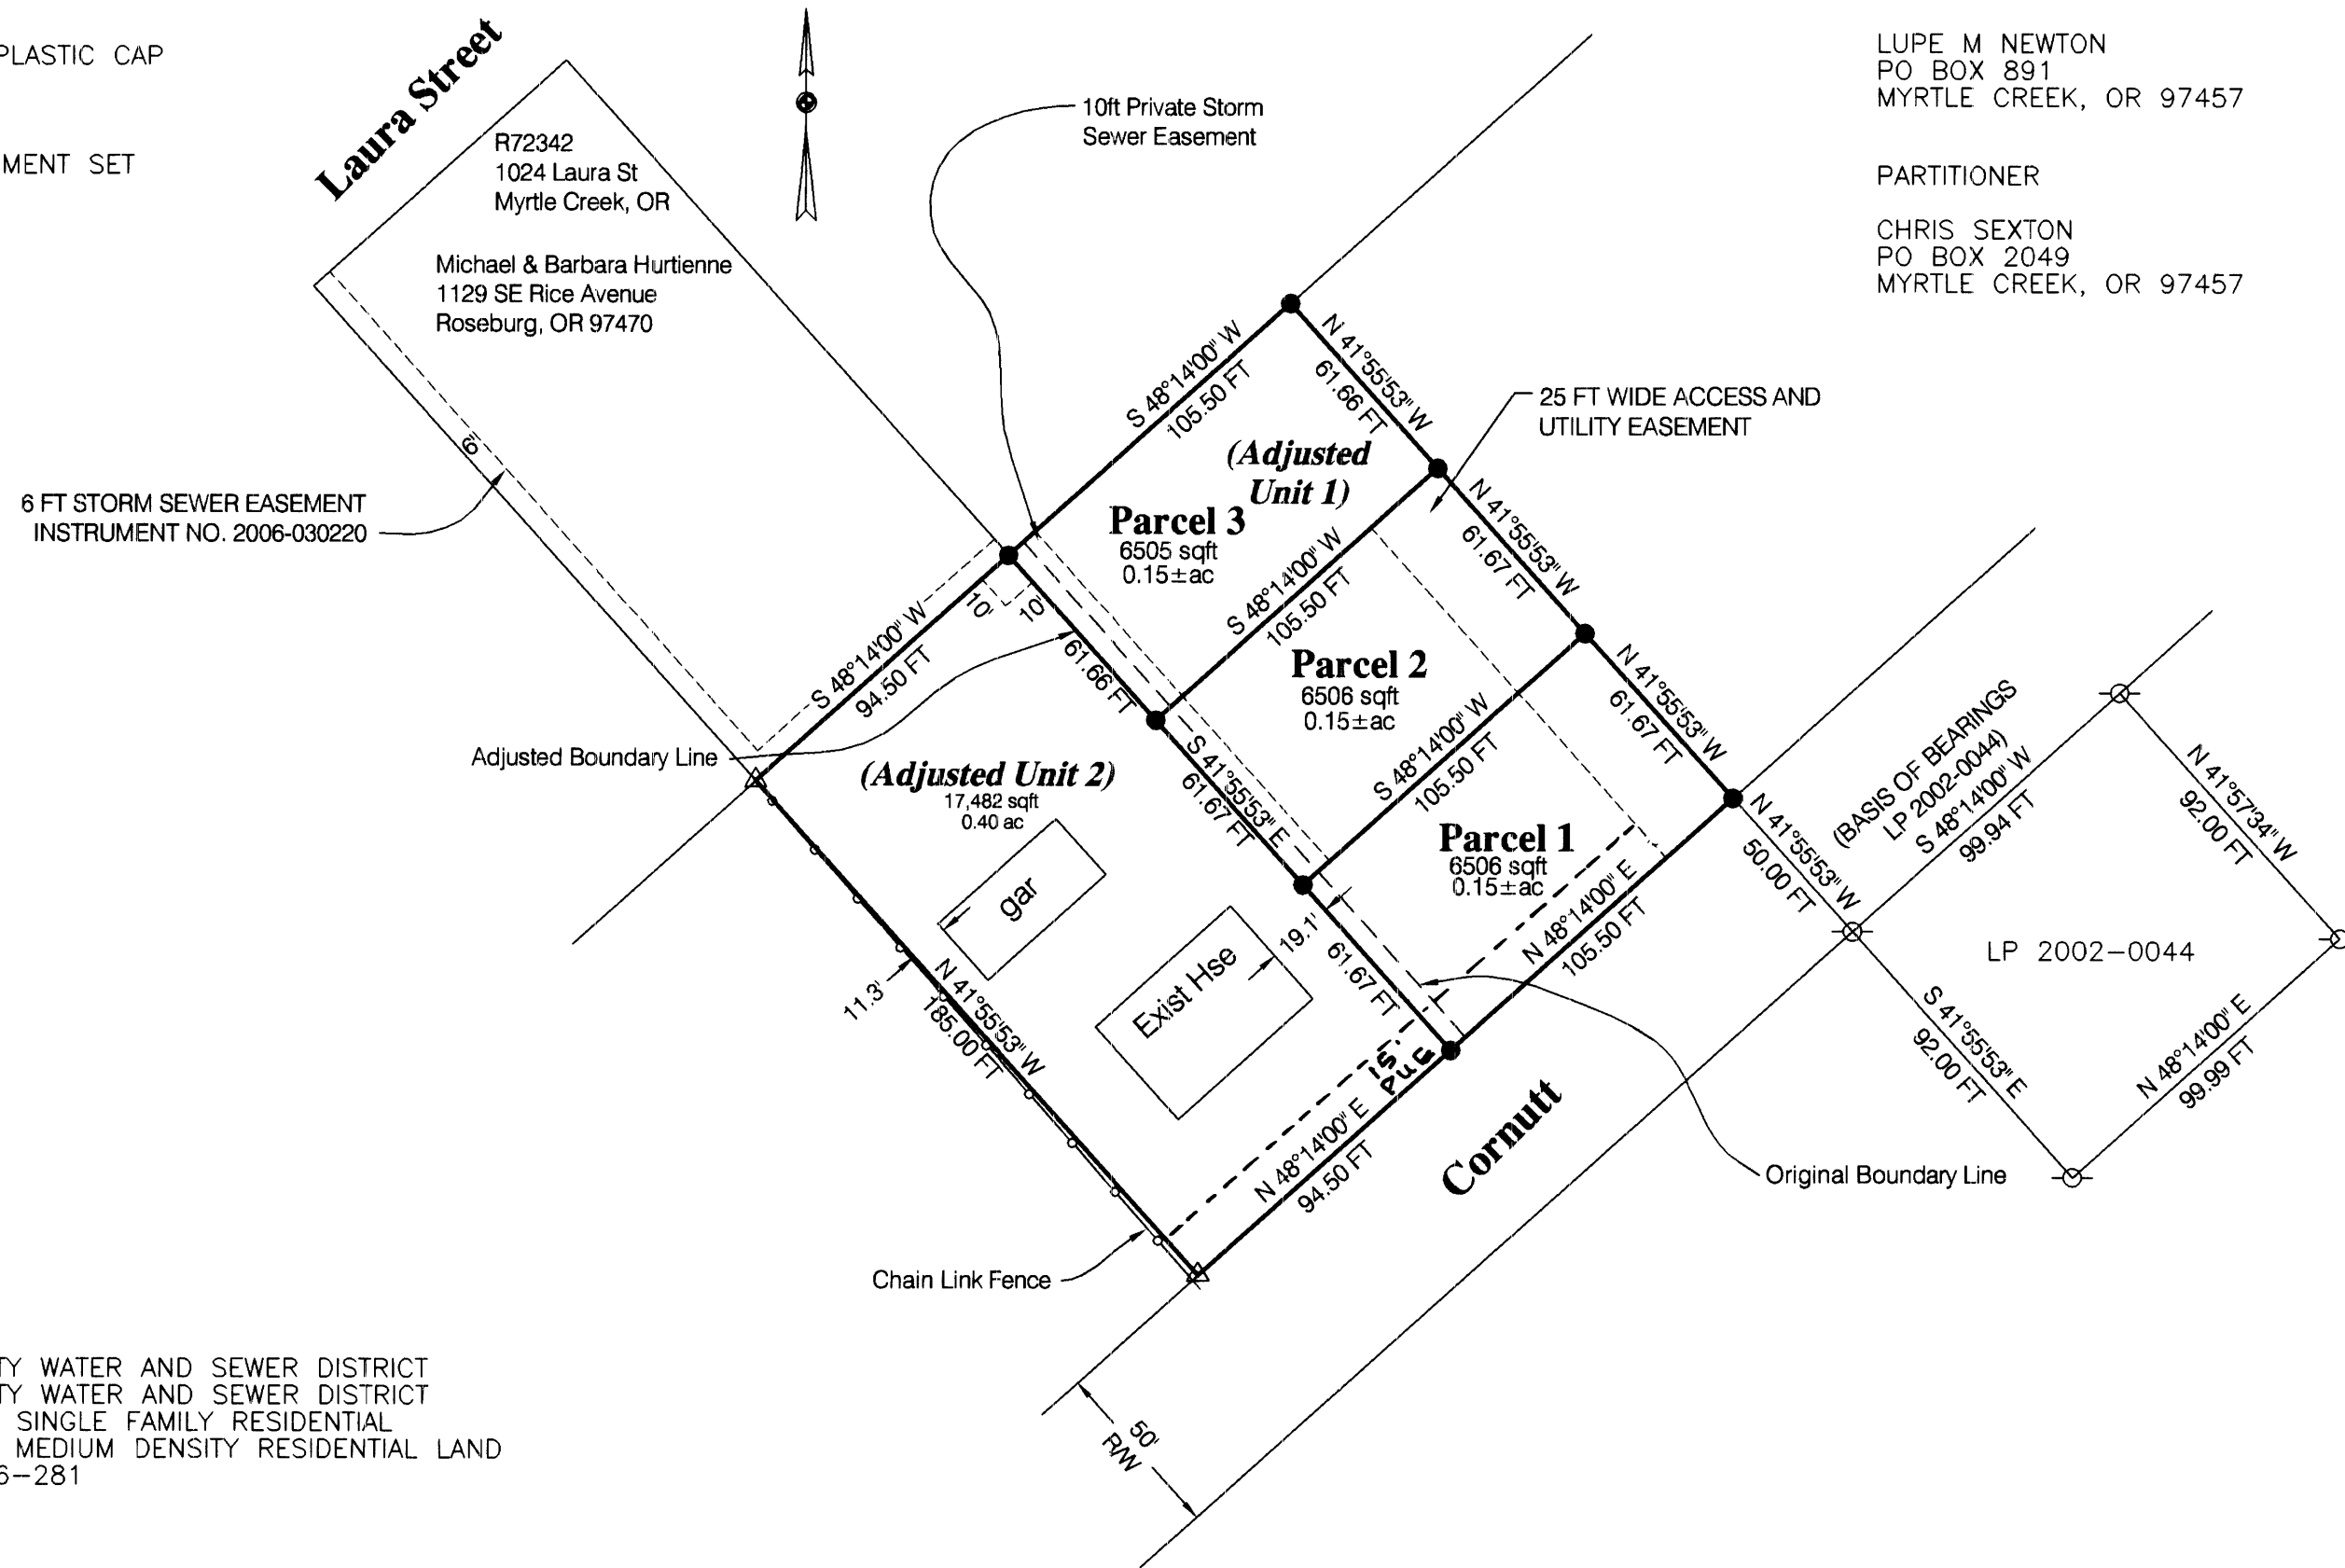 PLASTIC CAP
MENT SET
Laura Street
R72342
1024 Laura St
Myrtle Creek, OR
Michael & Barbara Hurtienne
1129 SE Rice Avenue
Roseburg, OR 97470
10ft Private Storm
Sewer Easement
LUPE M NEWTON
PO BOX 891
MYRTLE CREEK, OR 97457
PARTITIONER
CHRIS SEXTON
PO BOX 2049
MYRTLE CREEK, OR 97457
6'
6 FT STORM SEWER EASEMENT
INSTRUMENT NO. 2006-030220
S 48°14'00" W
105.50 FT
N 41°55'53" W
61.66 FT
25 FT WIDE ACCESS AND
UTILITY EASEMENT
(Adjusted
Unit 1)
Parcel 3
6505 sqft
0.15±ac
N 41°55'53" W
61.67 FT
S 48°14'00" W
105.50 FT
10'
10'
S 48°14'00" W
94.50 FT
61.66 FT
Adjusted Boundary Line
Parcel 2
6506 sqft
0.15±ac
N 41°55'53" W
61.67 FT
S 48°14'00" W
105.50 FT
S 41°55'53" E
61.67 FT
(Adjusted Unit 2)
17,482 sqft
0.40 ac
gar
Parcel 1
6506 sqft
0.15±ac
N 48°14'00" E
105.50 FT
N 41°55'53" W
50.00 FT
(BASIS OF BEARINGS
LP 2002-0044)
S 48°14'00" W
99.94 FT
N 41°57'34" W
92.00 FT
LP 2002-0044
S 41°55'53" E
92.00 FT
N 48°14'00" E
99.99 FT
19.1'
61.67 FT
Exist Hse
11.3'
N 41°55'53" W
185.00 FT
15'
PUE
N 48°14'00" E
94.50 FT
Cornutt
Original Boundary Line
Chain Link Fence
50'
R/W
TY WATER AND SEWER DISTRICT
TY WATER AND SEWER DISTRICT
SINGLE FAMILY RESIDENTIAL
MEDIUM DENSITY RESIDENTIAL LAND
6-281